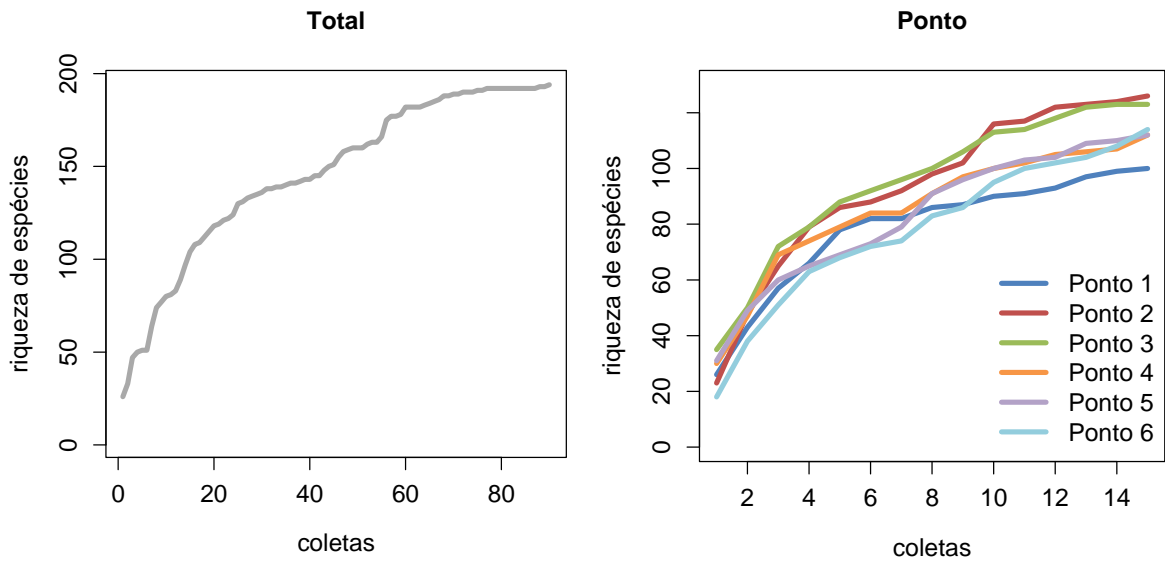 Total
riqueza de espécies
200
150
100
50
0
0 20 40 60 80
coletas
Ponto
riqueza de espécies
100
80
60
40
20
0
2 4 6 8 10 12 14
coletas
Ponto 1
Ponto 2
Ponto 3
Ponto 4
Ponto 5
Ponto 6